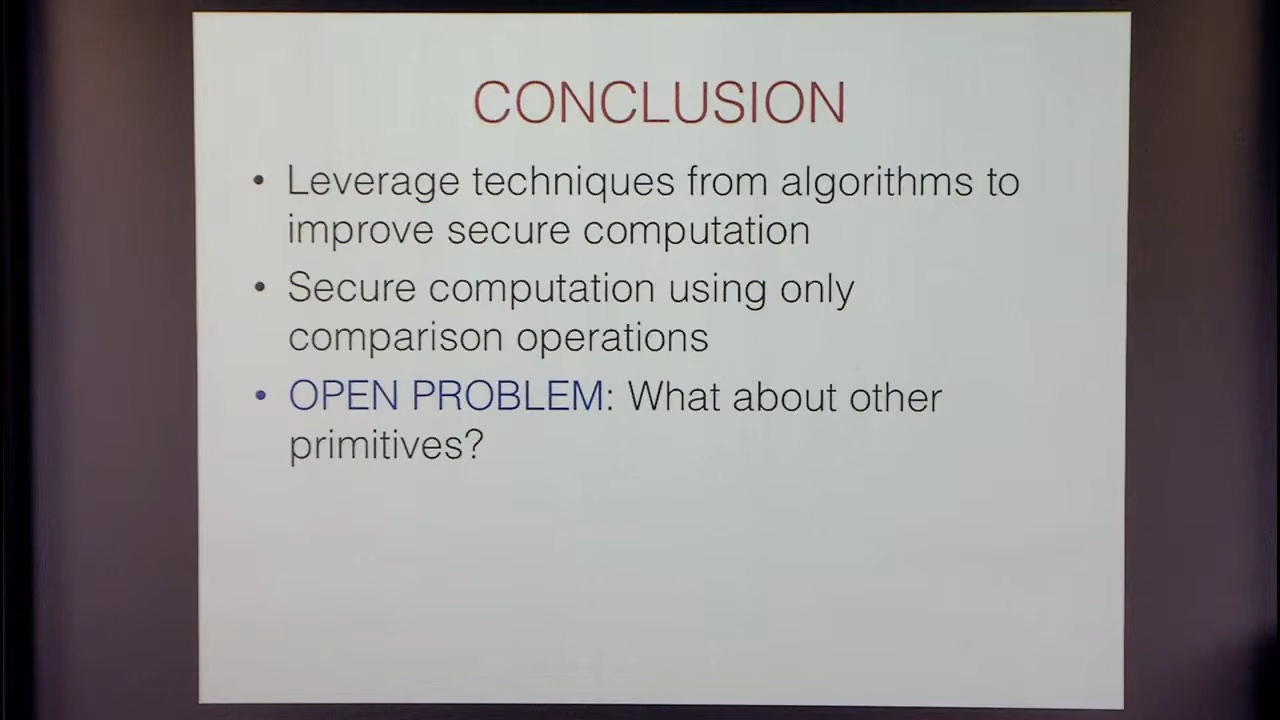 CONCLUSION
• Leverage techniques from algorithms to
improve secure computation
• Secure computation using only
comparison operations
• OPEN PROBLEM: What about other
primitives?